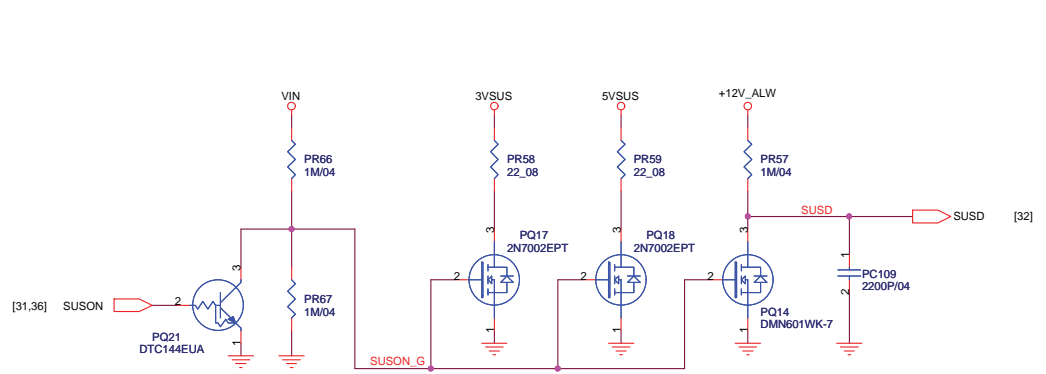 VIN
3VSUS
5VSUS
+12V_ALW
PR66
1M/04
PR58
22_08
PR59
22_08
PR57
1M/04
SUSD
SUSD
[32]
3
3
3
PQ17
2N7002EPT
PQ18
2N7002EPT
1
3
2
2
2
PC109
2200P/04
2
[31,36]
SUSON
2
PR67
1M/04
PQ14
DMN601WK-7
1
1
1
PQ21
DTC144EUA
1
SUSON_G